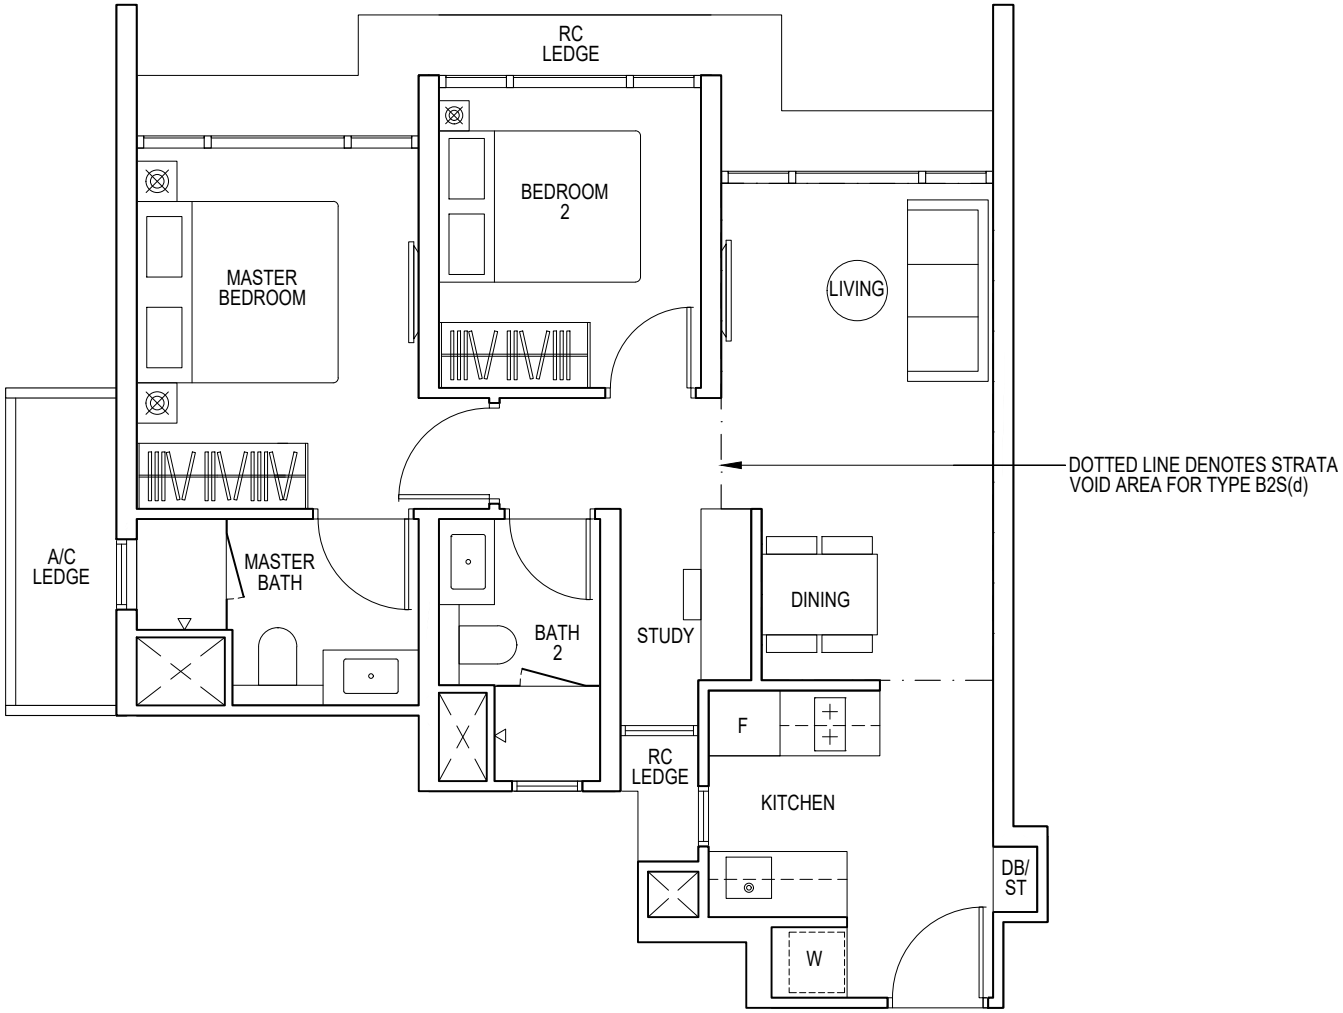 RC
LEDGE
BEDROOM
2
MASTER
BEDROOM
LIVING
DOTTED LINE DENOTES STRATA
VOID AREA FOR TYPE B2S(d)
A/C
LEDGE
MASTER
BATH
DINING
BATH
2
STUDY
F
RC
LEDGE
KITCHEN
DB/
ST
W